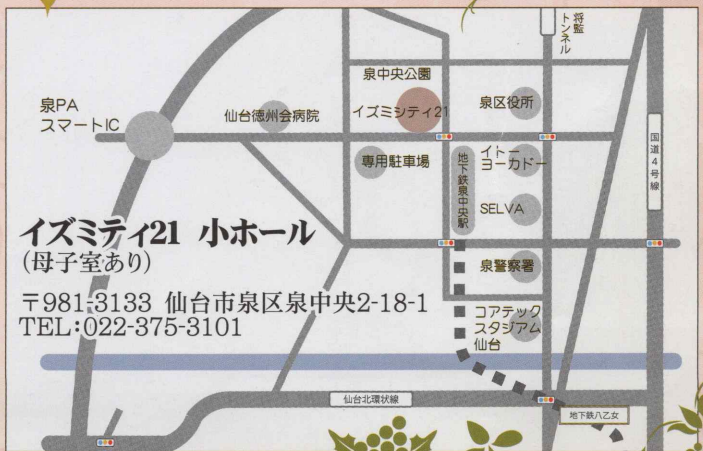 将監
トンネル
泉中央公園
泉PA
スマートIC
仙台徳州会病院
イズミシティ21
泉区役所
専用駐車場
地下鉄泉中央駅
イトー
ヨーカドー
国道4号線
SELVA
イズミティ21 小ホール
(母子室あり)
泉警察署
〒981-3133 仙台市泉区泉中央2-18-1
TEL:022-375-3101
コアテック
スタジアム
仙台
仙台北環状線
地下鉄八乙女